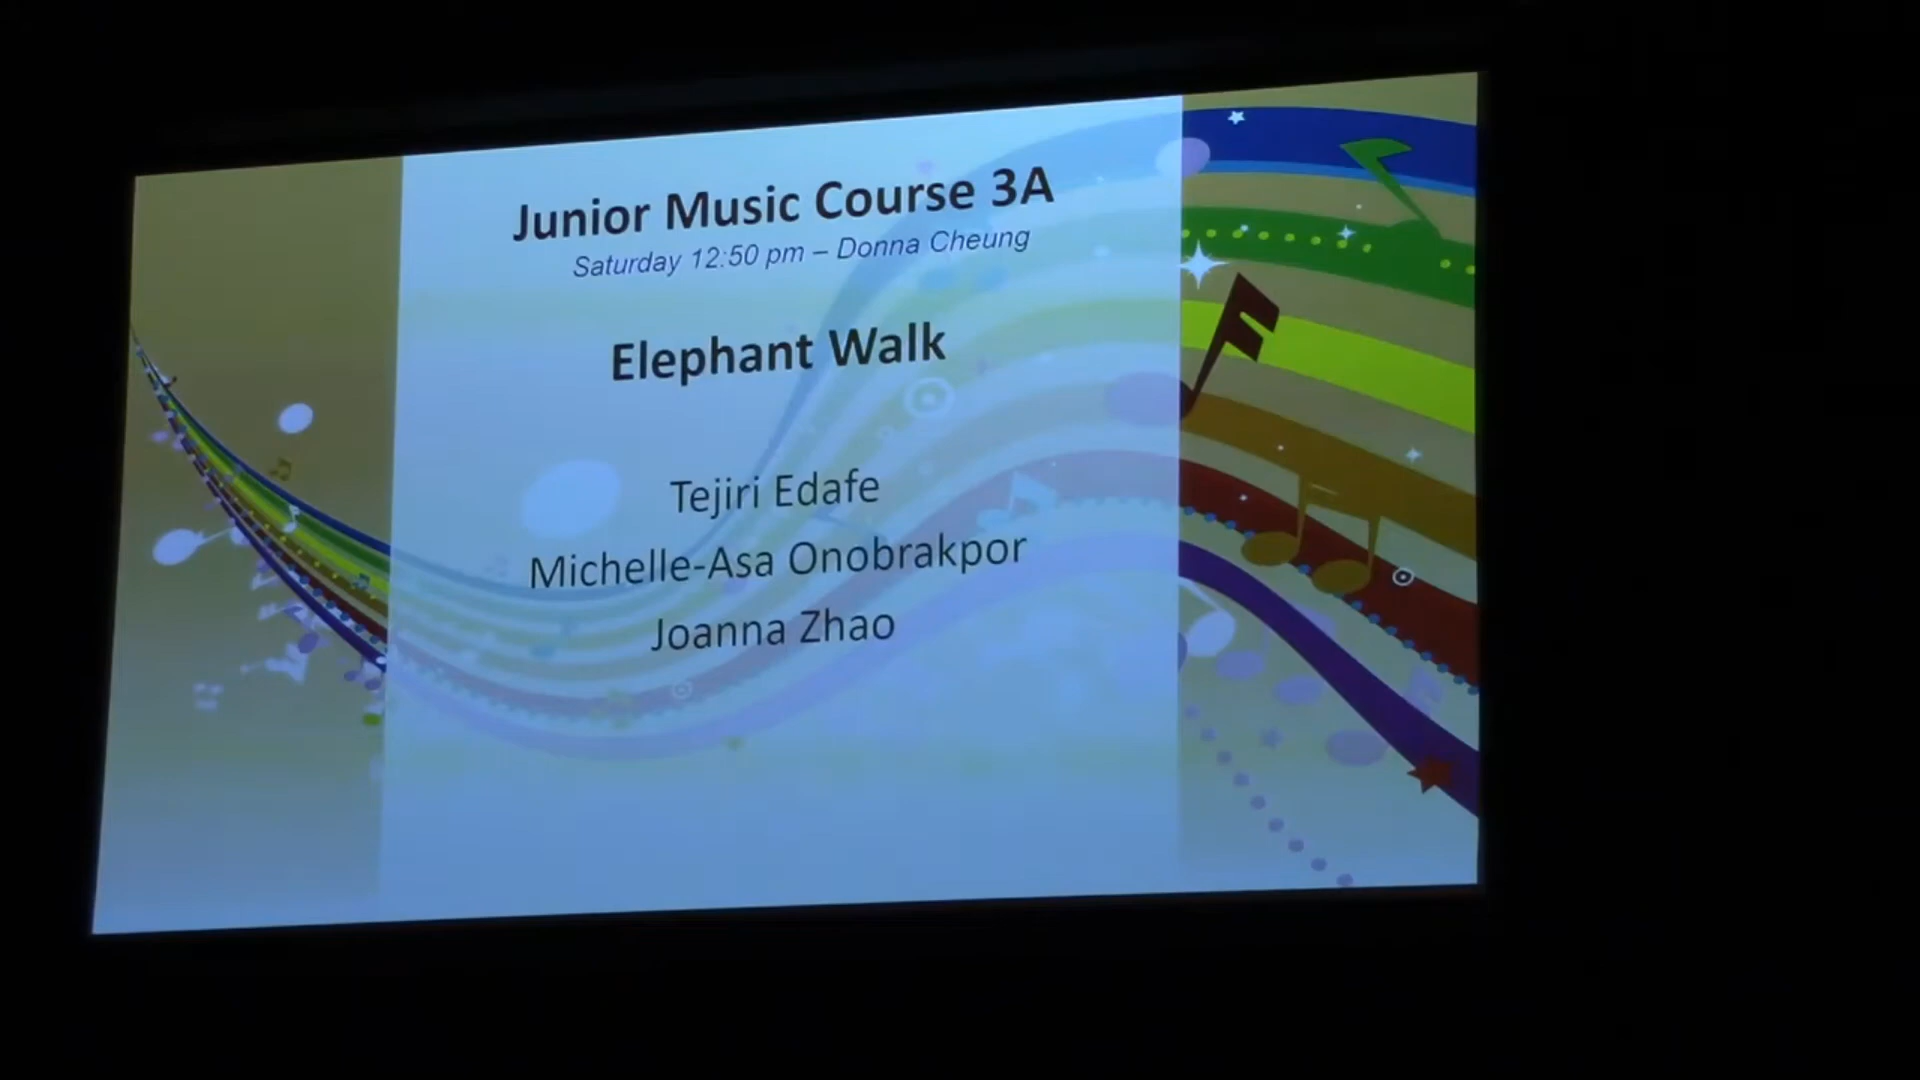 Junior Music Course 3A
Saturday 12:50 pm – Donna Cheung
Elephant Walk
Tejiri Edafe
Michelle-Asa Onobrakpor
Joanna Zhao